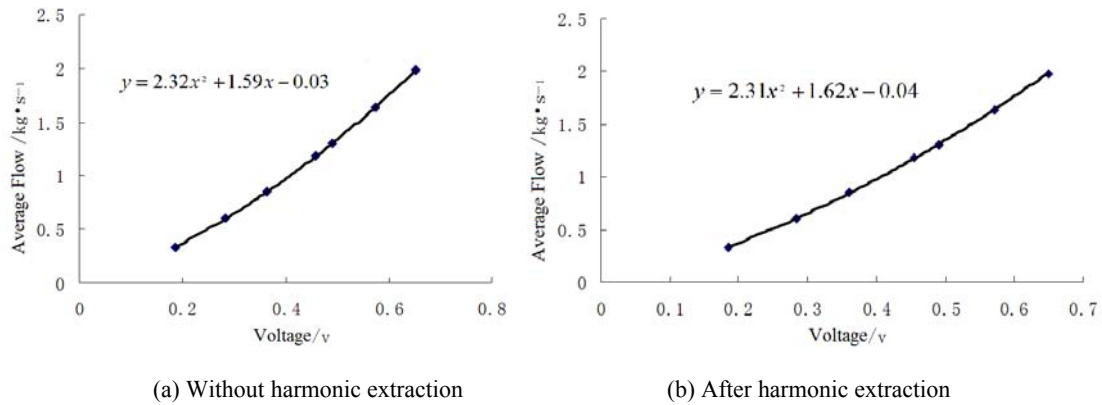 2.5
2
1.5
1
0.5
0
Average Flow /kg•s⁻¹
y = 2.32x² +1.59x − 0.03
0 0.2 0.4 0.6 0.8
Voltage/v
(a) Without harmonic extraction
2.5
2
1.5
1
0.5
0
Average Flow /kg•s⁻¹
y = 2.31x² +1.62x − 0.04
0 0.1 0.2 0.3 0.4 0.5 0.6 0.7
Voltage/v
(b) After harmonic extraction